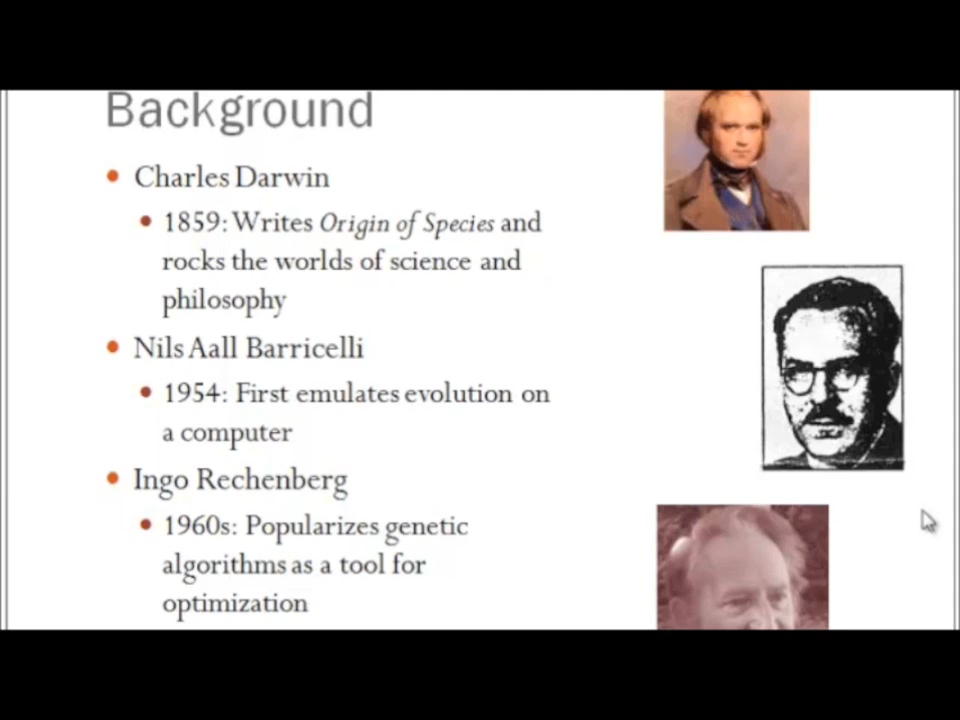 Background
Charles Darwin
1859: Writes Origin of Species and
rocks the worlds of science and
philosophy
Nils Aall Barricelli
1954: First emulates evolution on
a computer
Ingo Rechenberg
1960s: Popularizes genetic
algorithms as a tool for
optimization